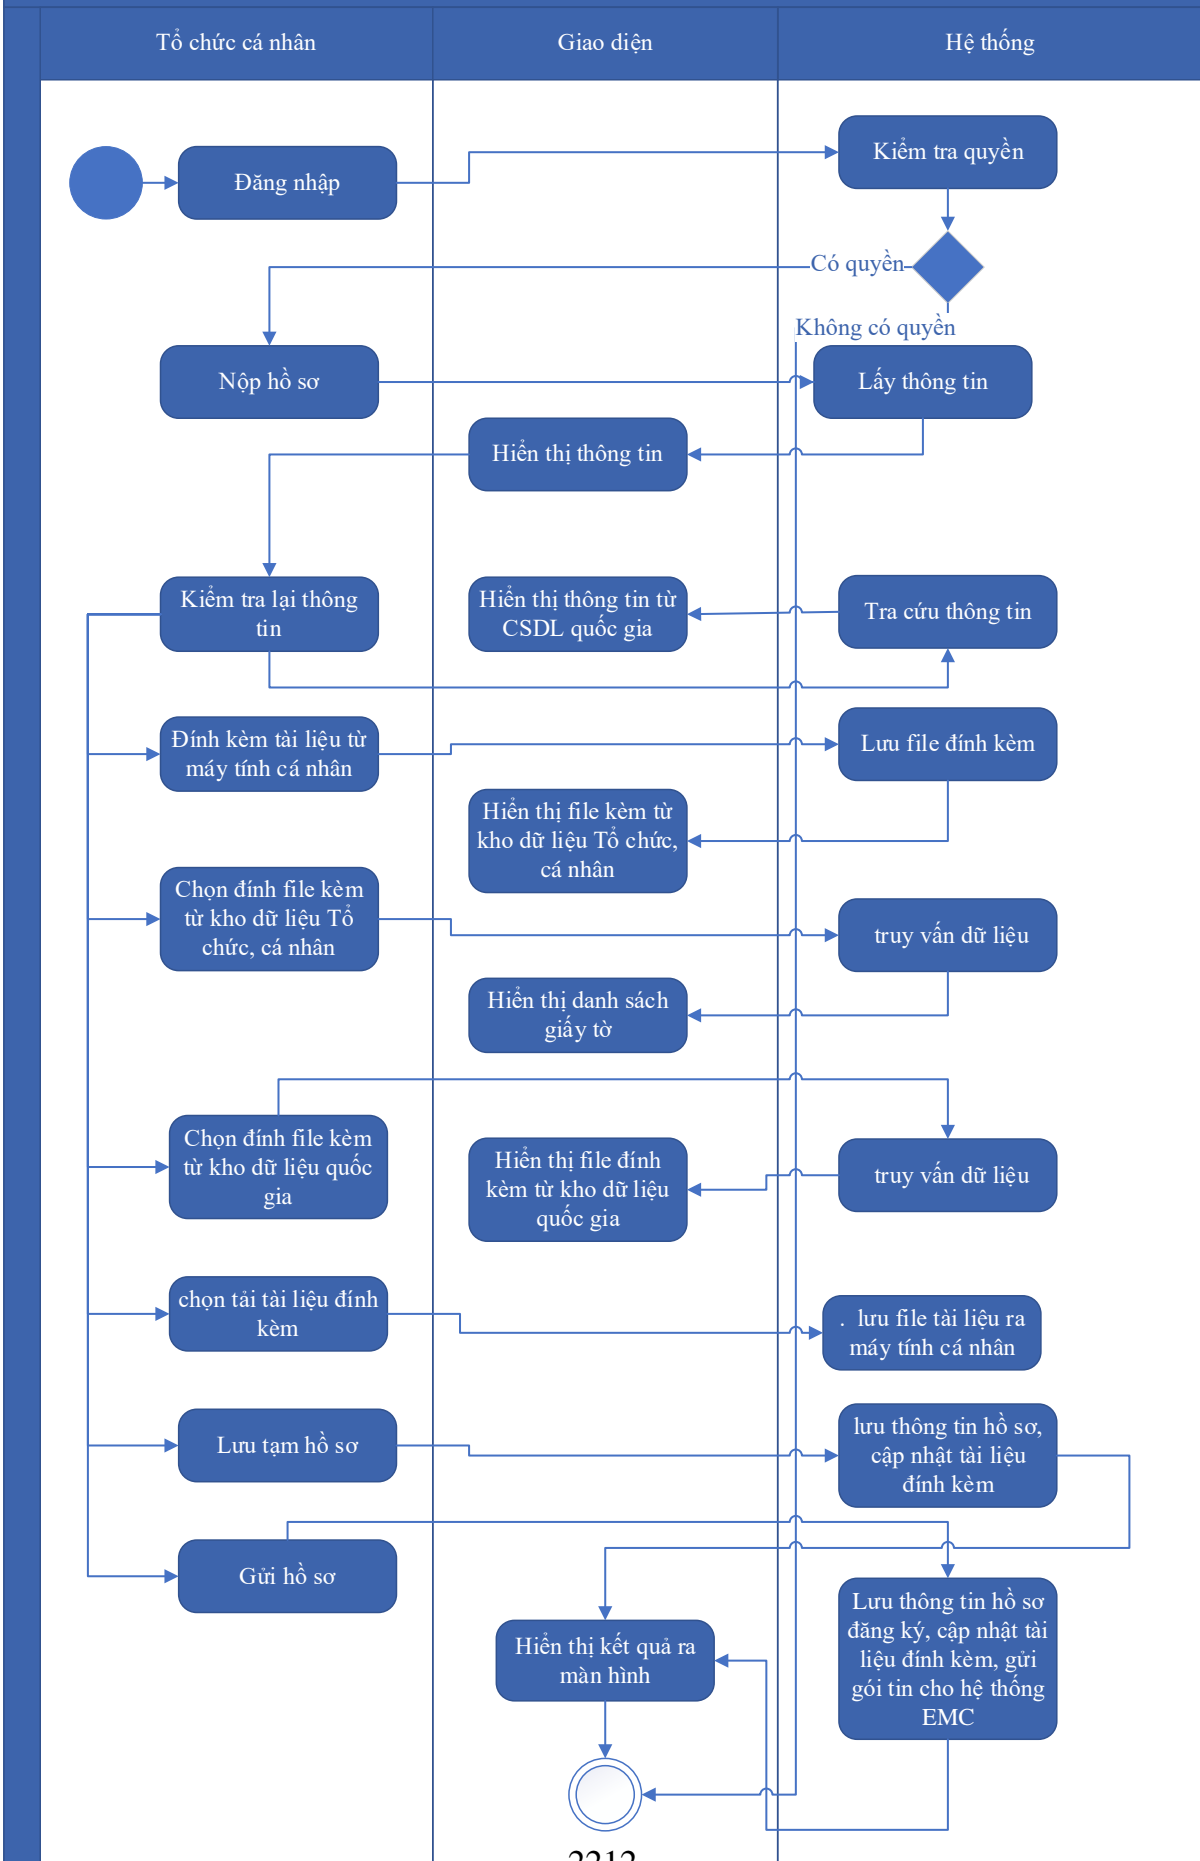 Tổ chức cá nhân
Giao diện
Hệ thống
Kiểm tra quyền
Đăng nhập
Có quyền
Không có quyền
Nộp hồ sơ
Lấy thông tin
Hiển thị thông tin
Kiểm tra lại thông
tin
Hiển thị thông tin từ
CSDL quốc gia
Tra cứu thông tin
Đính kèm tài liệu từ
máy tính cá nhân
Lưu file đính kèm
Hiển thị file kèm từ
kho dữ liệu Tổ chức,
cá nhân
Chọn đính file kèm
từ kho dữ liệu Tổ
chức, cá nhân
truy vấn dữ liệu
Hiển thị danh sách
giấy tờ
Chọn đính file kèm
từ kho dữ liệu quốc
gia
Hiển thị file đính
kèm từ kho dữ liệu
quốc gia
truy vấn dữ liệu
chọn tải tài liệu đính
kèm
. lưu file tài liệu ra
máy tính cá nhân
Lưu tạm hồ sơ
lưu thông tin hồ sơ,
cập nhật tài liệu
đính kèm
Gửi hồ sơ
Lưu thông tin hồ sơ
đăng ký, cập nhật tài
liệu đính kèm, gửi
gói tin cho hệ thống
EMC
Hiển thị kết quả ra
màn hình